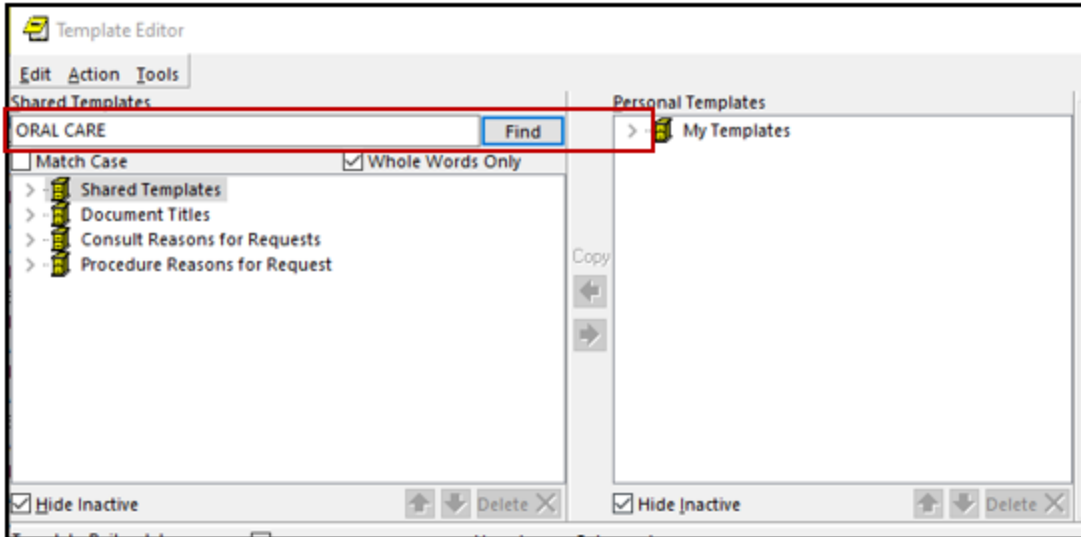 Template Editor
Edit Action Tools
Shared Templates
ORAL CARE Find
Match Case Whole Words Only
Shared Templates
Document Titles
Consult Reasons for Requests
Procedure Reasons for Request
Hide Inactive Delete
Copy
Personal Templates
My Templates
Hide Inactive Delete